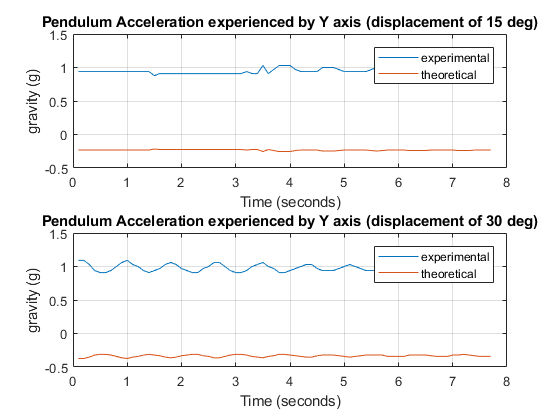 Pendulum Acceleration experienced by Y axis (displacement of 15 deg)
1.5
1
0.5
0
-0.5
gravity (g)
experimental
theoretical
0 1 2 3 4 5 6 7 8
Time (seconds)
Pendulum Acceleration experienced by Y axis (displacement of 30 deg)
1.5
1
0.5
0
-0.5
gravity (g)
experimental
theoretical
0 1 2 3 4 5 6 7 8
Time (seconds)